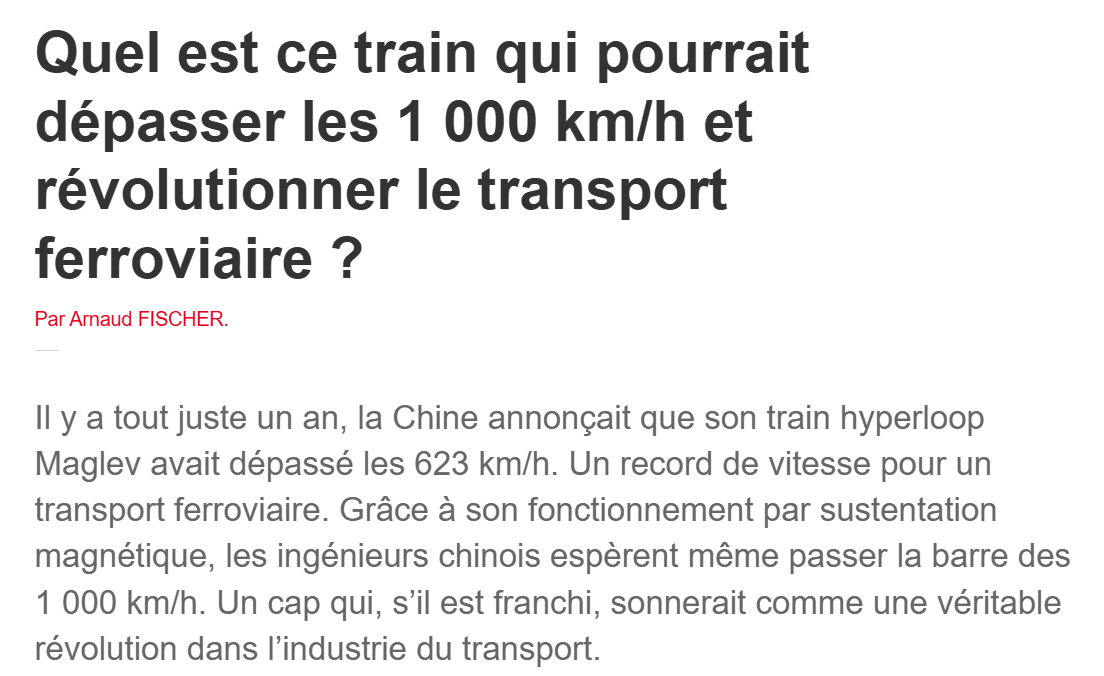 Quel est ce train qui pourrait
dépasser les 1 000 km/h et
révolutionner le transport
ferroviaire ?
Par Arnaud FISCHER.
Il y a tout juste un an, la Chine annonçait que son train hyperloop
Maglev avait dépassé les 623 km/h. Un record de vitesse pour un
transport ferroviaire. Grâce à son fonctionnement par sustentation
magnétique, les ingénieurs chinois espèrent même passer la barre des
1 000 km/h. Un cap qui, s’il est franchi, sonnerait comme une véritable
révolution dans l’industrie du transport.